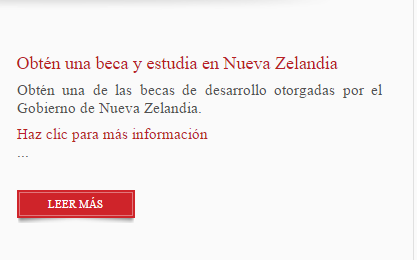 Obtén una beca y estudia en Nueva Zelandia
Obtén una de las becas de desarrollo otorgadas por el
Gobierno de Nueva Zelandia.
Haz clic para más información
...
LEER MÁS